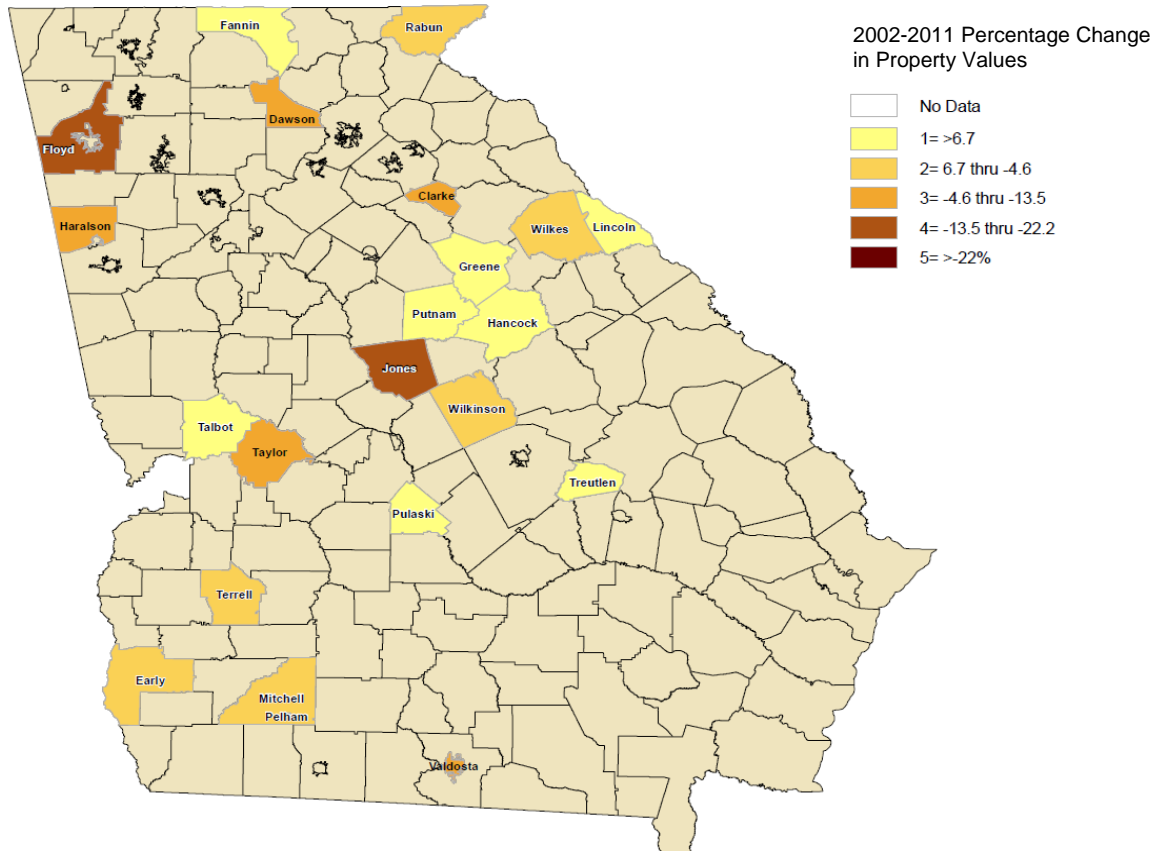 Fannin
Rabun
2002-2011 Percentage Change
in Property Values
No Data
1= >6.7
2= 6.7 thru -4.6
3= -4.6 thru -13.5
4= -13.5 thru -22.2
5= >-22%
Dawson
Floyd
Clarke
Haralson
Wilkes
Lincoln
Greene
Putnam
Hancock
Jones
Wilkinson
Talbot
Taylor
Treutlen
Pulaski
Terrell
Early
Mitchell
Pelham
Valdosta